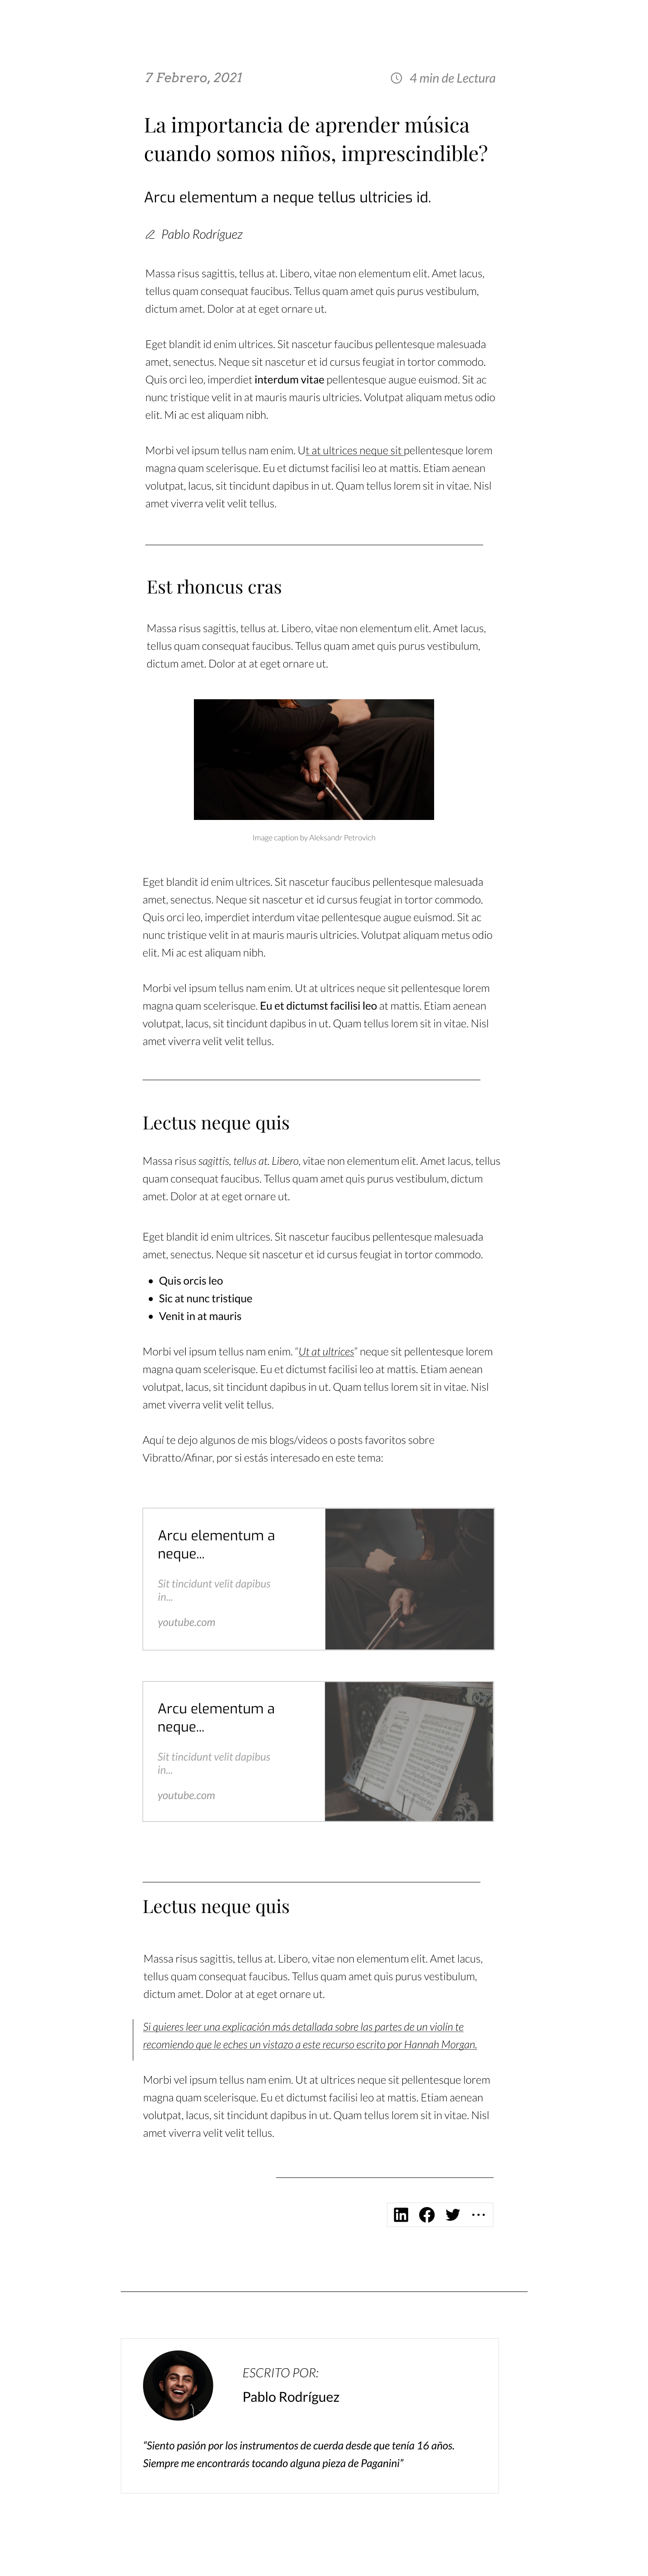 7 Febrero, 2021
4 min de Lectura
La importancia de aprender música
cuando somos niños, imprescindible?
Arcu elementum a neque tellus ultricies id.
Pablo Rodríguez
Massa risus sagittis, tellus at. Libero, vitae non elementum elit. Amet lacus,
tellus quam consequat faucibus. Tellus quam amet quis purus vestibulum,
dictum amet. Dolor at at eget ornare ut.
Eget blandit id enim ultrices. Sit nascetur faucibus pellentesque malesuada
amet, senectus. Neque sit nascetur et id cursus feugiat in tortor commodo.
Quis orci leo, imperdiet interdum vitae pellentesque augue euismod. Sit ac
nunc tristique velit in at mauris mauris ultricies. Volutpat aliquam metus odio
elit. Mi ac est aliquam nibh.
Morbi vel ipsum tellus nam enim. Ut at ultrices neque sit pellentesque lorem
magna quam scelerisque. Eu et dictumst facilisi leo at mattis. Etiam aenean
volutpat, lacus, sit tincidunt dapibus in ut. Quam tellus lorem sit in vitae. Nisl
amet viverra velit velit tellus.
Est rhoncus cras
Massa risus sagittis, tellus at. Libero, vitae non elementum elit. Amet lacus,
tellus quam consequat faucibus. Tellus quam amet quis purus vestibulum,
dictum amet. Dolor at at eget ornare ut.
Image caption by Aleksandr Petrovich
Eget blandit id enim ultrices. Sit nascetur faucibus pellentesque malesuada
amet, senectus. Neque sit nascetur et id cursus feugiat in tortor commodo.
Quis orci leo, imperdiet interdum vitae pellentesque augue euismod. Sit ac
nunc tristique velit in at mauris mauris ultricies. Volutpat aliquam metus odio
elit. Mi ac est aliquam nibh.
Morbi vel ipsum tellus nam enim. Ut at ultrices neque sit pellentesque lorem
magna quam scelerisque. Eu et dictumst facilisi leo at mattis. Etiam aenean
volutpat, lacus, sit tincidunt dapibus in ut. Quam tellus lorem sit in vitae. Nisl
amet viverra velit velit tellus.
Lectus neque quis
Massa risus sagittis, tellus at. Libero, vitae non elementum elit. Amet lacus, tellus
quam consequat faucibus. Tellus quam amet quis purus vestibulum, dictum
amet. Dolor at at eget ornare ut.
Eget blandit id enim ultrices. Sit nascetur faucibus pellentesque malesuada
amet, senectus. Neque sit nascetur et id cursus feugiat in tortor commodo.
• Quis orcis leo
• Sic at nunc tristique
• Venit in at mauris
Morbi vel ipsum tellus nam enim. “Ut at ultrices” neque sit pellentesque lorem
magna quam scelerisque. Eu et dictumst facilisi leo at mattis. Etiam aenean
volutpat, lacus, sit tincidunt dapibus in ut. Quam tellus lorem sit in vitae. Nisl
amet viverra velit velit tellus.
Aquí te dejo algunos de mis blogs/videos o posts favoritos sobre
Vibratto/Afinar, por si estás interesado en este tema:
Arcu elementum a
neque...
Sit tincidunt velit dapibus
in...
youtube.com
Arcu elementum a
neque...
Sit tincidunt velit dapibus
in...
youtube.com
Lectus neque quis
Massa risus sagittis, tellus at. Libero, vitae non elementum elit. Amet lacus,
tellus quam consequat faucibus. Tellus quam amet quis purus vestibulum,
dictum amet. Dolor at at eget ornare ut.
Si quieres leer una explicación más detallada sobre las partes de un violín te
recomiendo que le eches un vistazo a este recurso escrito por Hannah Morgan.
Morbi vel ipsum tellus nam enim. Ut at ultrices neque sit pellentesque lorem
magna quam scelerisque. Eu et dictumst facilisi leo at mattis. Etiam aenean
volutpat, lacus, sit tincidunt dapibus in ut. Quam tellus lorem sit in vitae. Nisl
amet viverra velit velit tellus.
ESCRITO POR:
Pablo Rodríguez
“Siento pasión por los instrumentos de cuerda desde que tenía 16 años.
Siempre me encontrarás tocando alguna pieza de Paganini”